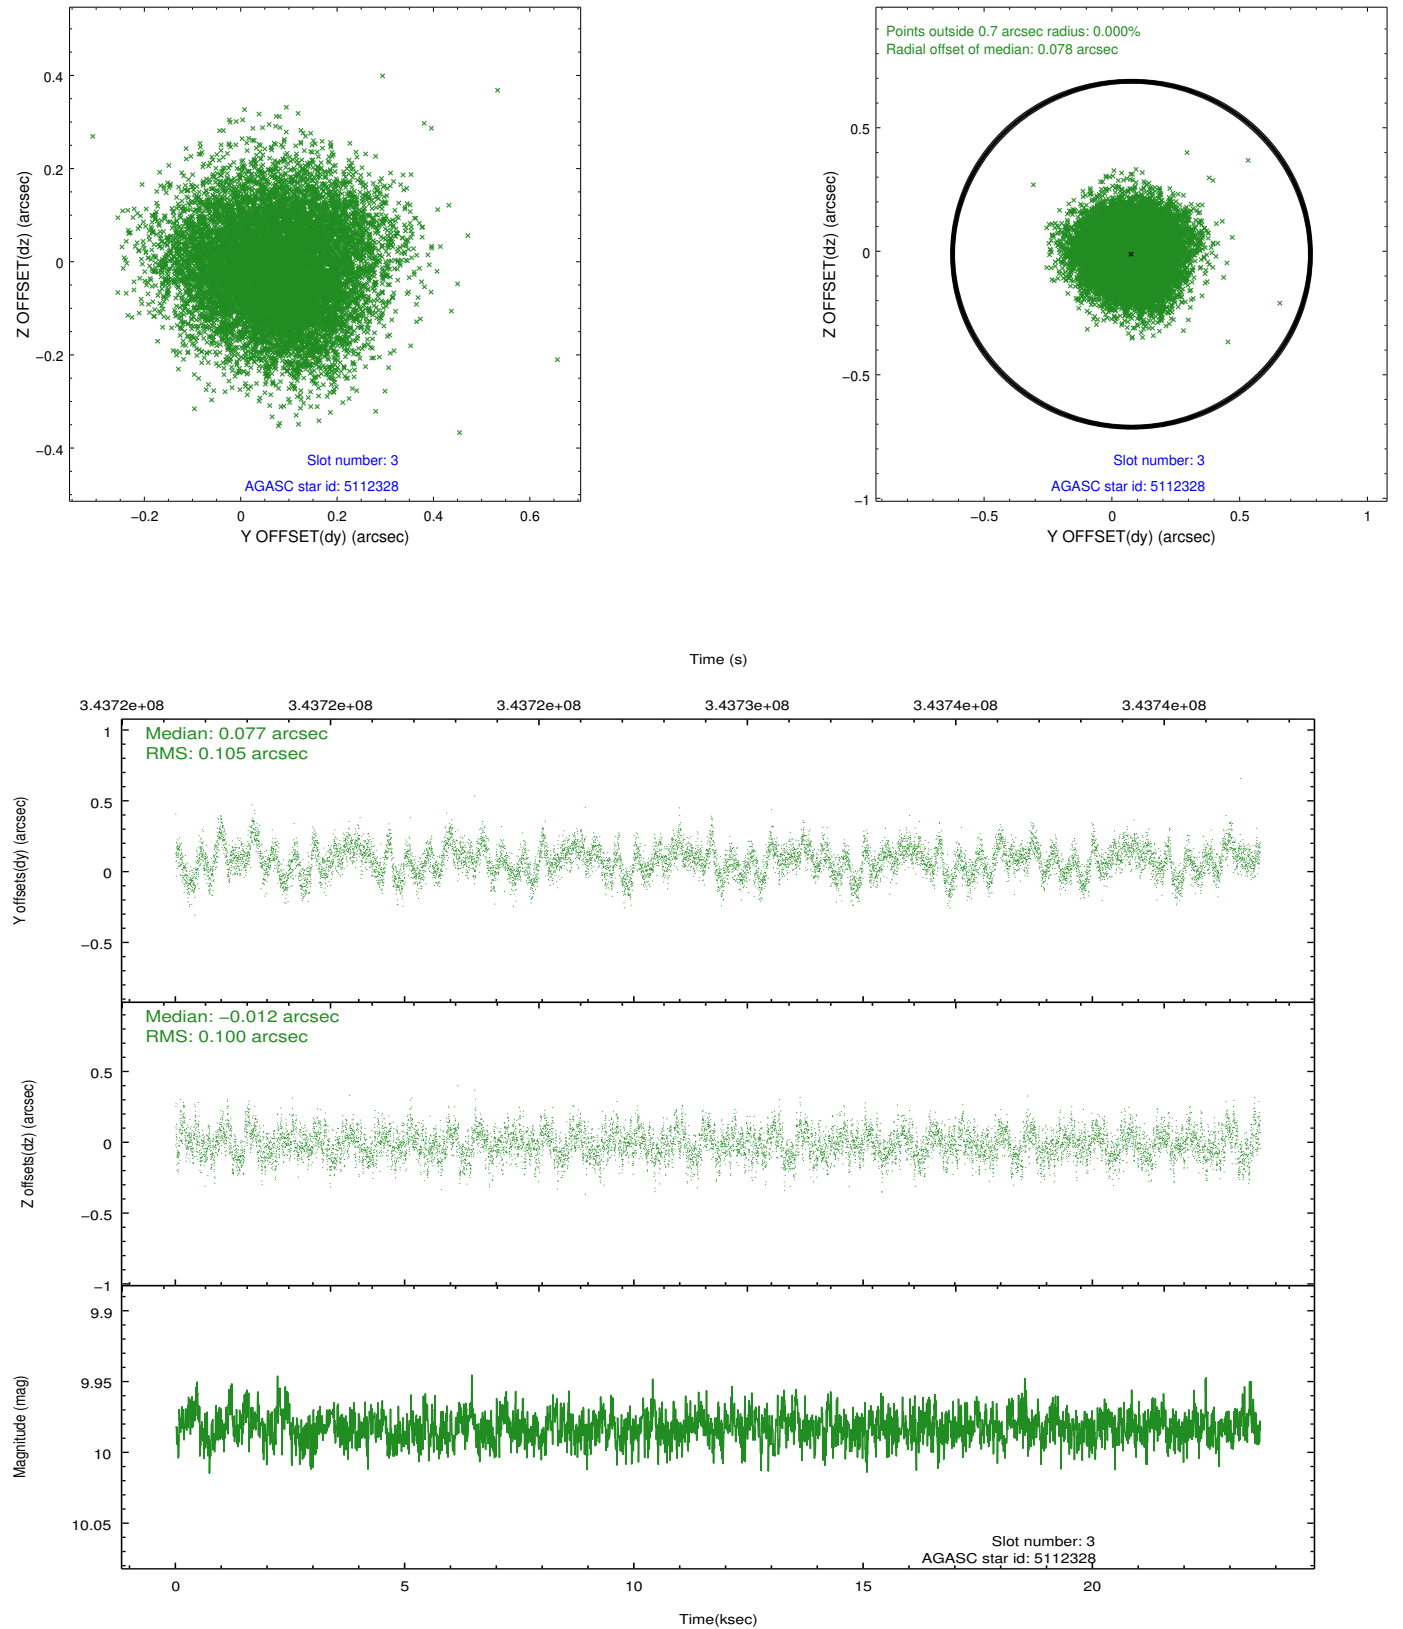 0.4
0.2
0
−0.2
−0.4
Z OFFSET(dz) (arcsec)
Slot number: 3
AGASC star id: 5112328
−0.2 0 0.2 0.4 0.6
Y OFFSET(dy) (arcsec)
Points outside 0.7 arcsec radius: 0.000%
Radial offset of median: 0.078 arcsec
0.5
0
−0.5
−1
Z OFFSET(dz) (arcsec)
Slot number: 3
AGASC star id: 5112328
−0.5 0 0.5 1
Y OFFSET(dy) (arcsec)
Time (s)
3.4372e+08 3.4372e+08 3.4372e+08 3.4373e+08 3.4374e+08 3.4374e+08
Median: 0.077 arcsec
RMS: 0.105 arcsec
1
0.5
0
−0.5
Y offsets(dy) (arcsec)
Median: −0.012 arcsec
RMS: 0.100 arcsec
0.5
0
−0.5
−1
Z offsets(dz) (arcsec)
9.9
9.95
10
10.05
Magnitude (mag)
Slot number: 3
AGASC star id: 5112328
0 5 10 15 20
Time(ksec)